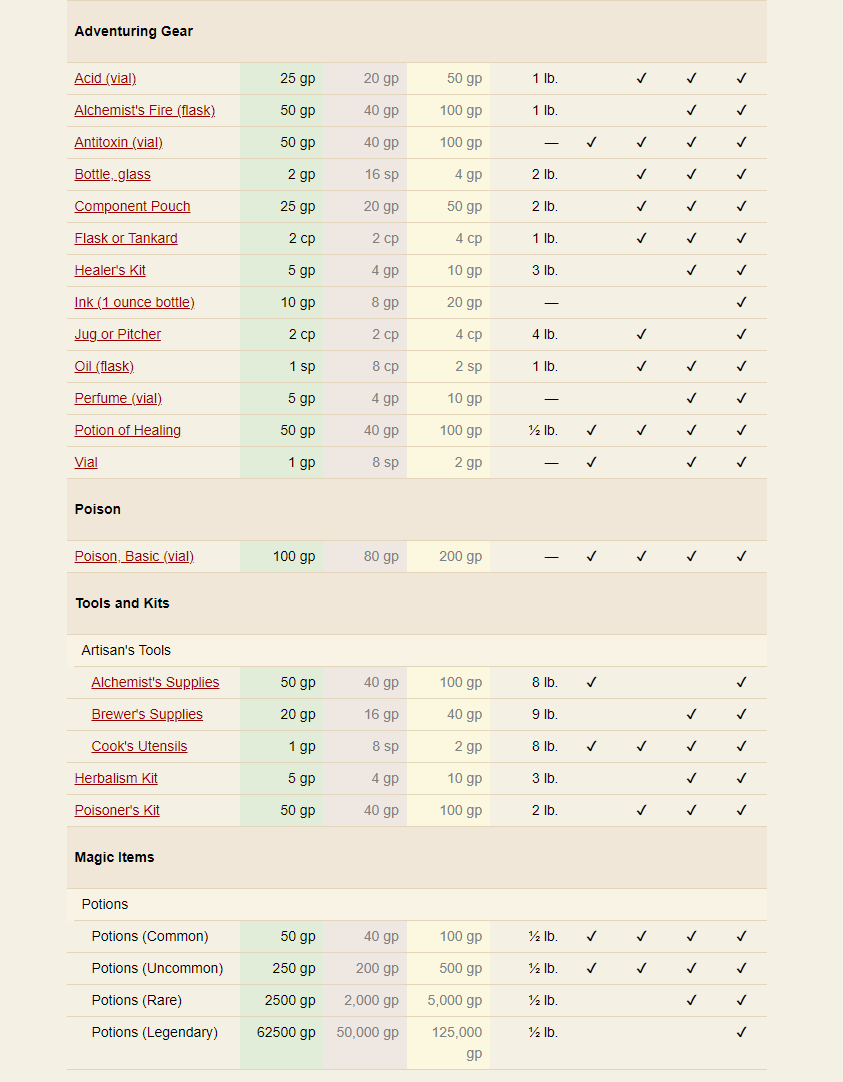 Adventuring Gear
Acid (vial) 25 gp 20 gp 50 gp 1 lb. ✓ ✓ ✓
Alchemist's Fire (flask) 50 gp 40 gp 100 gp 1 lb. ✓ ✓
Antitoxin (vial) 50 gp 40 gp 100 gp — ✓ ✓ ✓ ✓
Bottle, glass 2 gp 16 sp 4 gp 2 lb. ✓ ✓ ✓
Component Pouch 25 gp 20 gp 50 gp 2 lb. ✓ ✓ ✓
Flask or Tankard 2 cp 2 cp 4 cp 1 lb. ✓ ✓ ✓
Healer's Kit 5 gp 4 gp 10 gp 3 lb. ✓ ✓
Ink (1 ounce bottle) 10 gp 8 gp 20 gp — ✓
Jug or Pitcher 2 cp 2 cp 4 cp 4 lb. ✓ ✓
Oil (flask) 1 sp 8 cp 2 sp 1 lb. ✓ ✓ ✓
Perfume (vial) 5 gp 4 gp 10 gp — ✓ ✓
Potion of Healing 50 gp 40 gp 100 gp ½ lb. ✓ ✓ ✓ ✓
Vial 1 gp 8 sp 2 gp — ✓ ✓ ✓
Poison
Poison, Basic (vial) 100 gp 80 gp 200 gp — ✓ ✓ ✓ ✓
Tools and Kits
Artisan's Tools
Alchemist's Supplies 50 gp 40 gp 100 gp 8 lb. ✓ ✓
Brewer's Supplies 20 gp 16 gp 40 gp 9 lb. ✓ ✓
Cook's Utensils 1 gp 8 sp 2 gp 8 lb. ✓ ✓ ✓ ✓
Herbalism Kit 5 gp 4 gp 10 gp 3 lb. ✓ ✓
Poisoner's Kit 50 gp 40 gp 100 gp 2 lb. ✓ ✓ ✓
Magic Items
Potions
Potions (Common) 50 gp 40 gp 100 gp ½ lb. ✓ ✓ ✓ ✓
Potions (Uncommon) 250 gp 200 gp 500 gp ½ lb. ✓ ✓ ✓ ✓
Potions (Rare) 2500 gp 2,000 gp 5,000 gp ½ lb. ✓ ✓
Potions (Legendary) 62500 gp 50,000 gp 125,000 ½ lb. ✓
gp